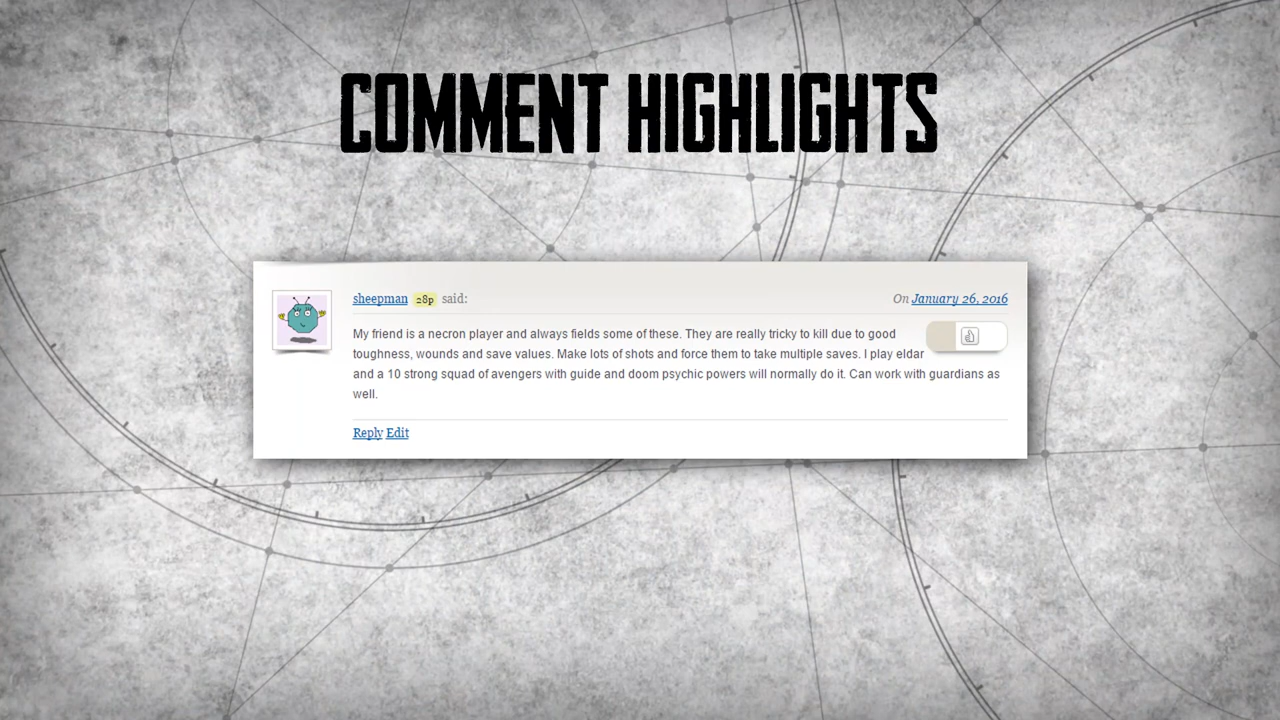 COMMENT HIGHLIGHTS
sheepman 28p said: On January 26, 2016
My friend is a necron player and always fields some of these. They are really tricky to kill due to good
toughness, wounds and save values. Make lots of shots and force them to take multiple saves. I play eldar
and a 10 strong squad of avengers with guide and doom psychic powers will normally do it. Can work with guardians as
well.
Reply Edit